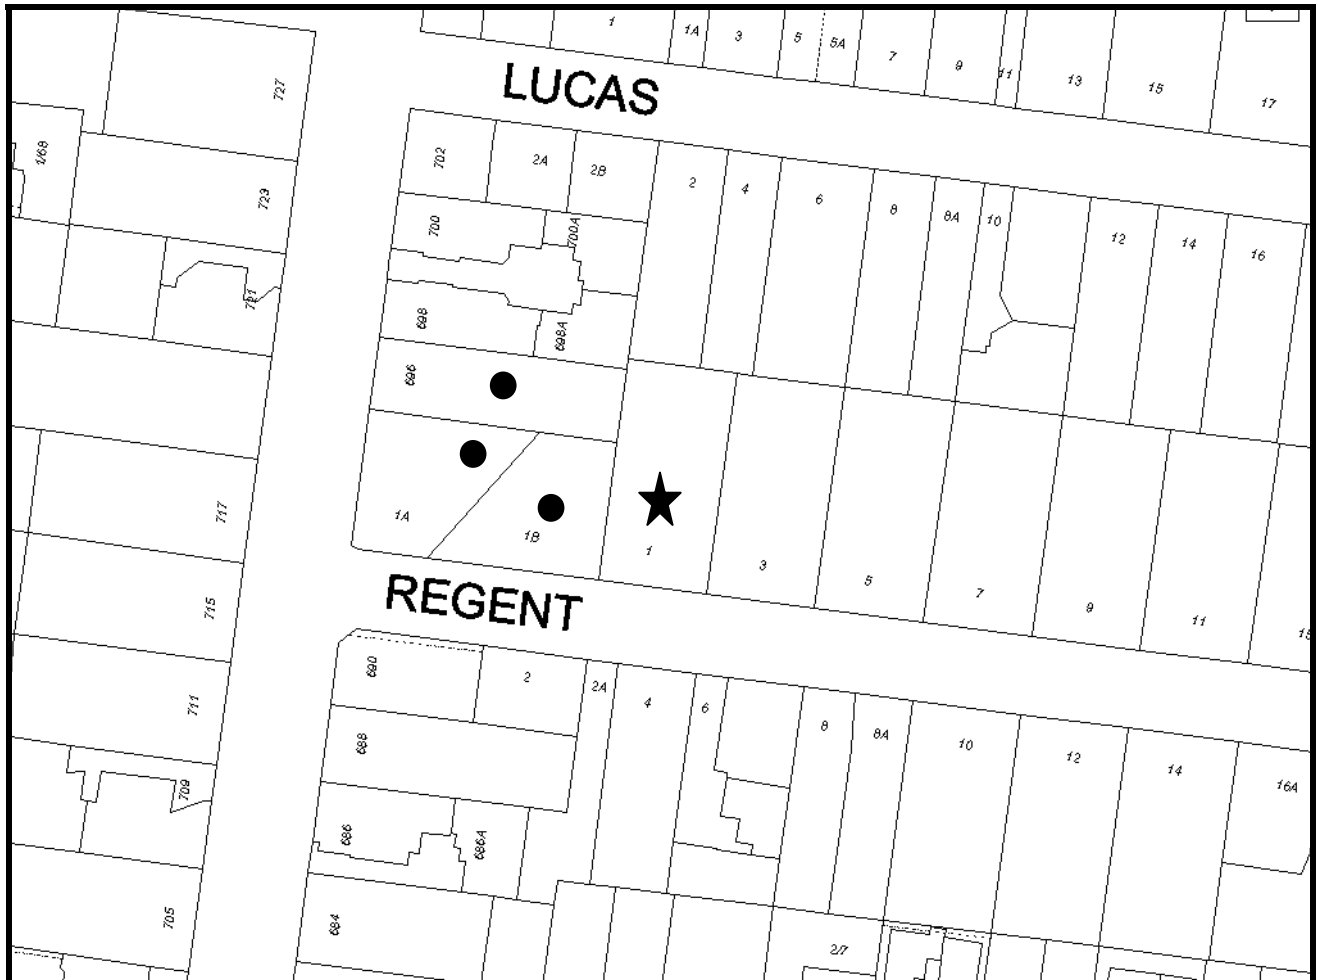 1 1A 3 5 5A 7 9 11 13 15 17
LUCAS
727
1/69
723
721
717
715
711
709
705
702 2A 2B 2 4 6 8 8A 10 12 14 16
700 700A
698 698A
696
1A 1B 1 3 5 7 9 11
REGENT
690 2 2A 4 6 8 8A 10 12 14 16A
688
686 686A
684
2/7